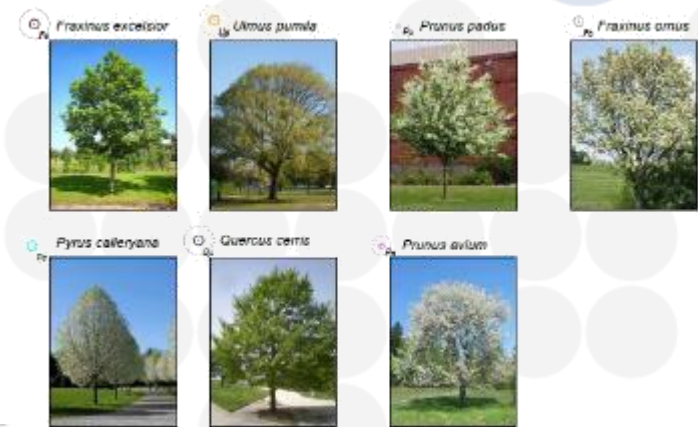 Fraxinus excelsior
Ulmus pumila
Prunus padus
Fraxinus ornus
Pyrus calleryana
Quercus cerris
Prunus avium